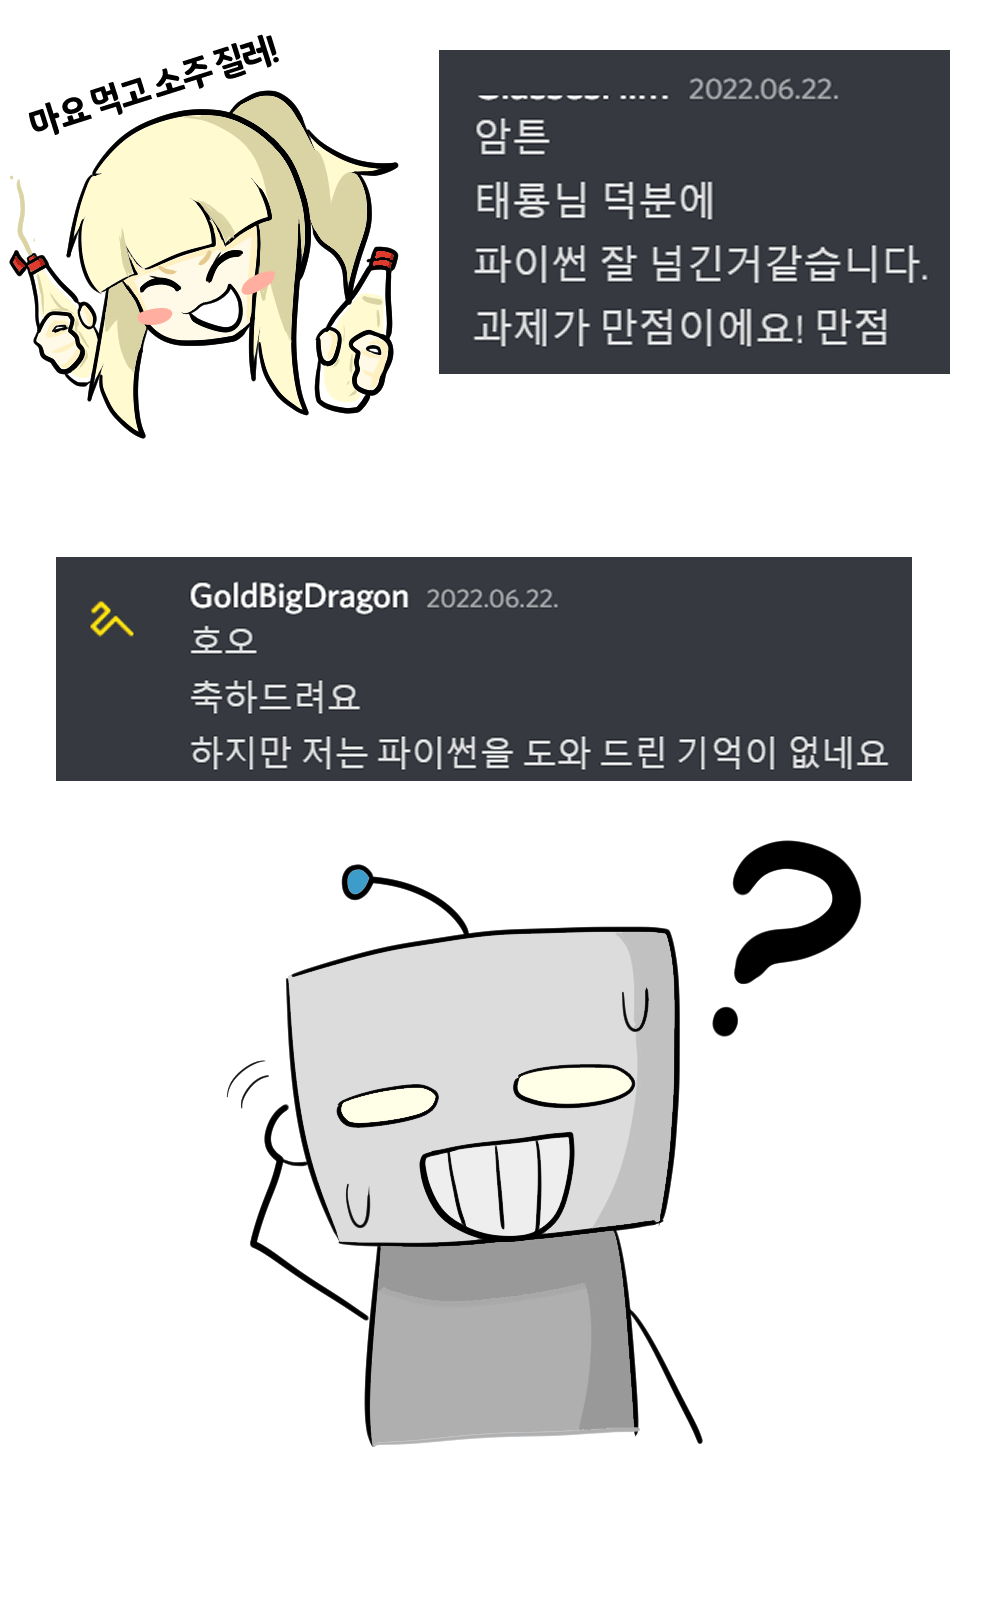 마요 먹고 소주 질러!
2022.06.22.
암튼
태룡님 덕분에
파이썬 잘 넘긴거같습니다.
과제가 만점이에요! 만점
GoldBigDragon 2022.06.22.
호오
축하드려요
하지만 저는 파이썬을 도와 드린 기억이 없네요
?